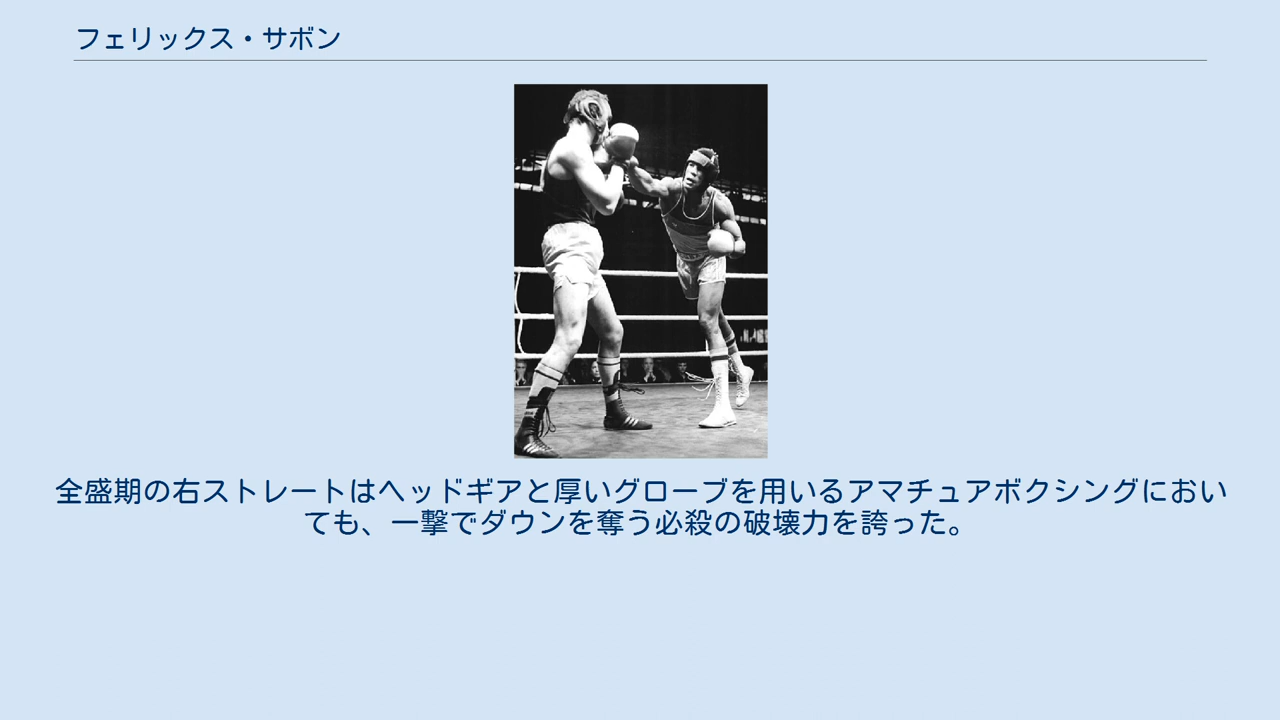 フェリックス・サボン
全盛期の右ストレートはヘッドギアと厚いグローブを用いるアマチュアボクシングにおい
ても、一撃でダウンを奪う必殺の破壊力を誇った。